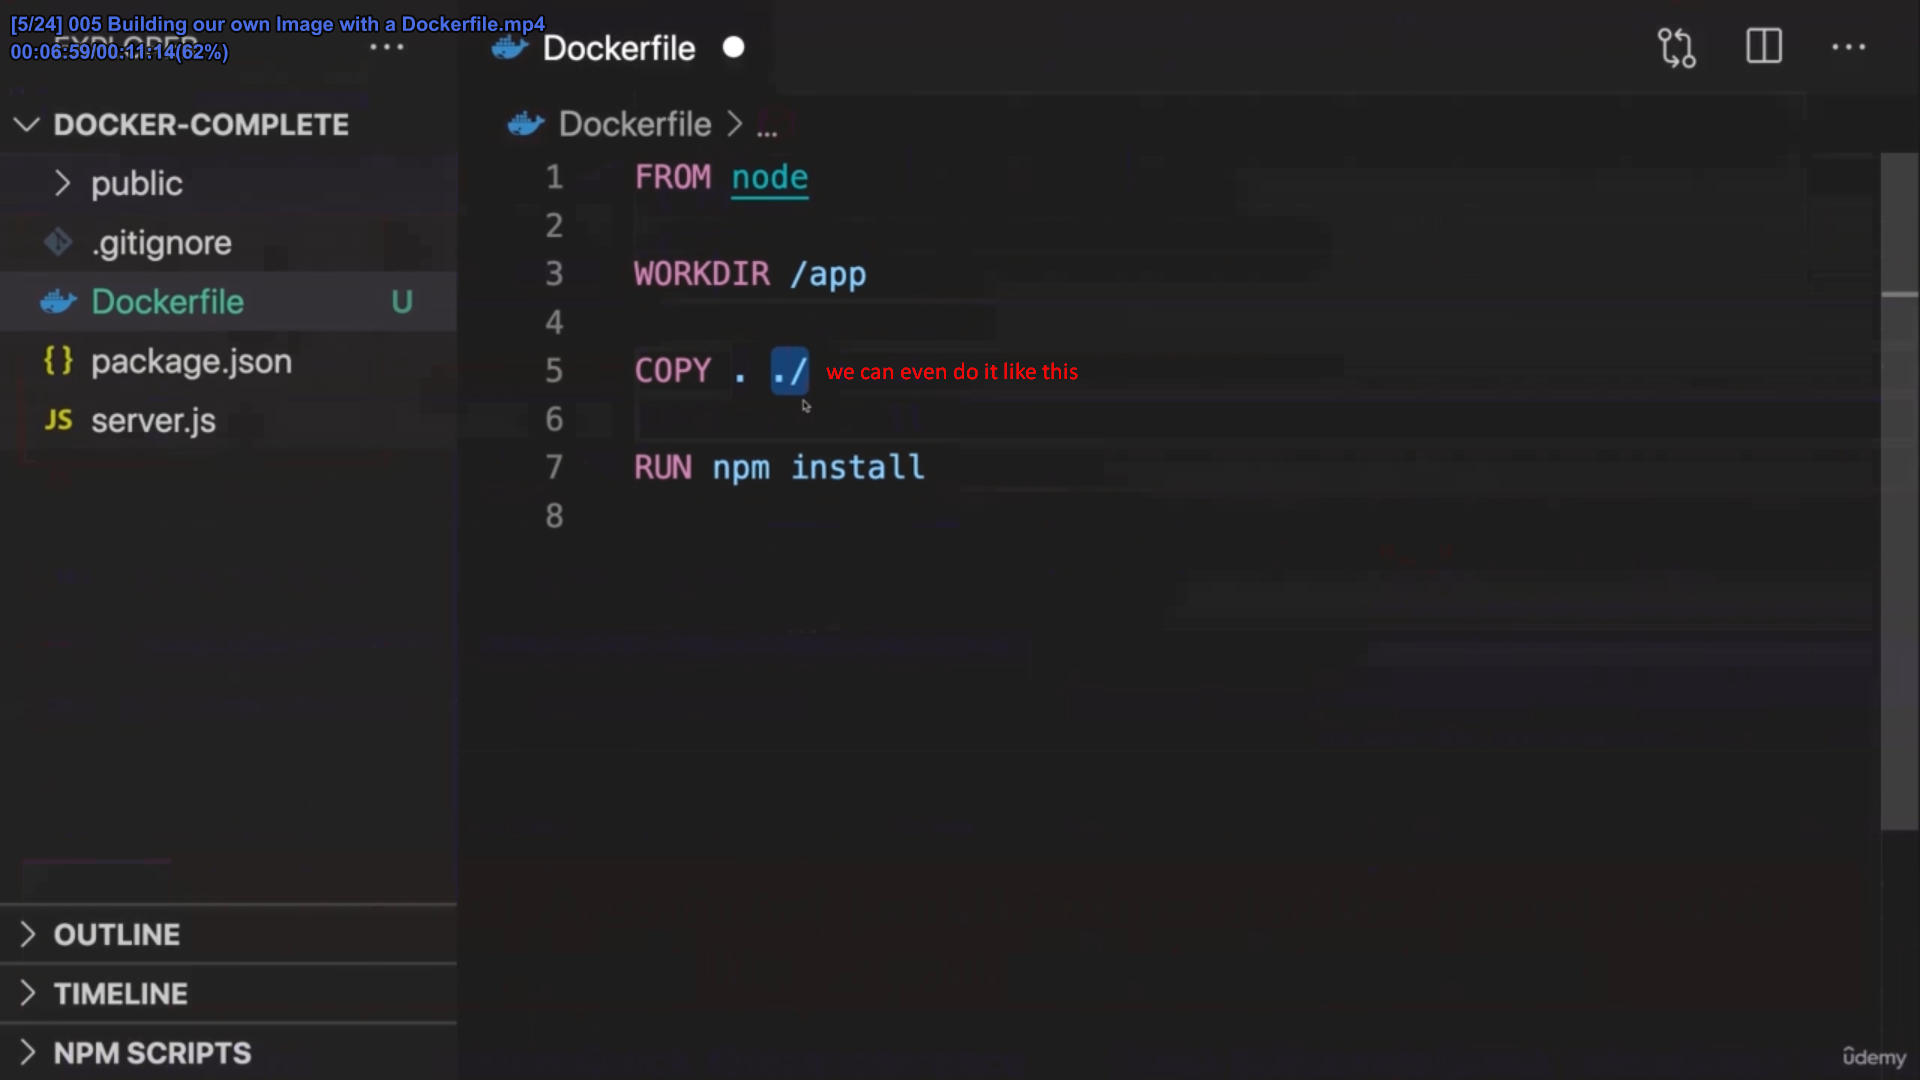 [5/24] 005 Building our own Image with a Dockerfile.mp4
00:06:59/00:11:14(62%)
EXPLORER
Dockerfile
DOCKER-COMPLETE
public
.gitignore
Dockerfile U
package.json
server.js
OUTLINE
TIMELINE
NPM SCRIPTS
Dockerfile > ...
1 FROM node
2
3 WORKDIR /app
4
5 COPY . ./ we can even do it like this
6
7 RUN npm install
8
udemy